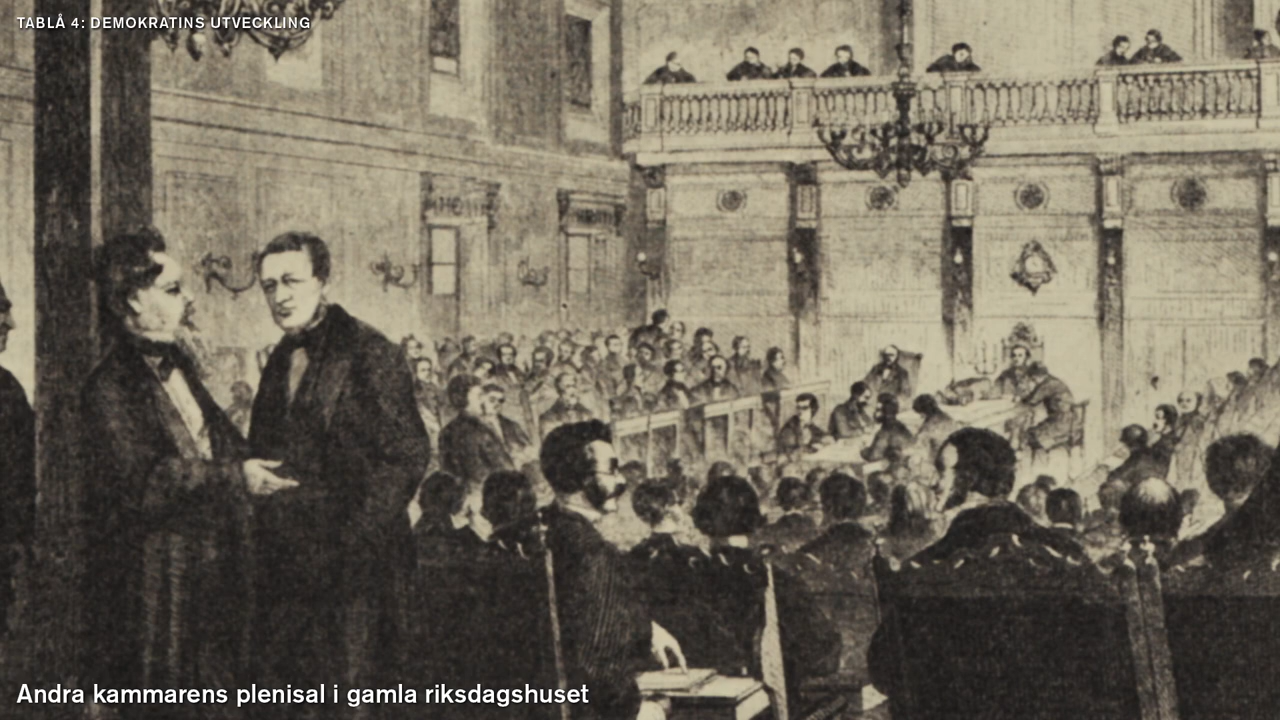 TABLÅ 4: DEMOKRATINS UTVECKLING
Andra kammarens plenisal i gamla riksdagshuset